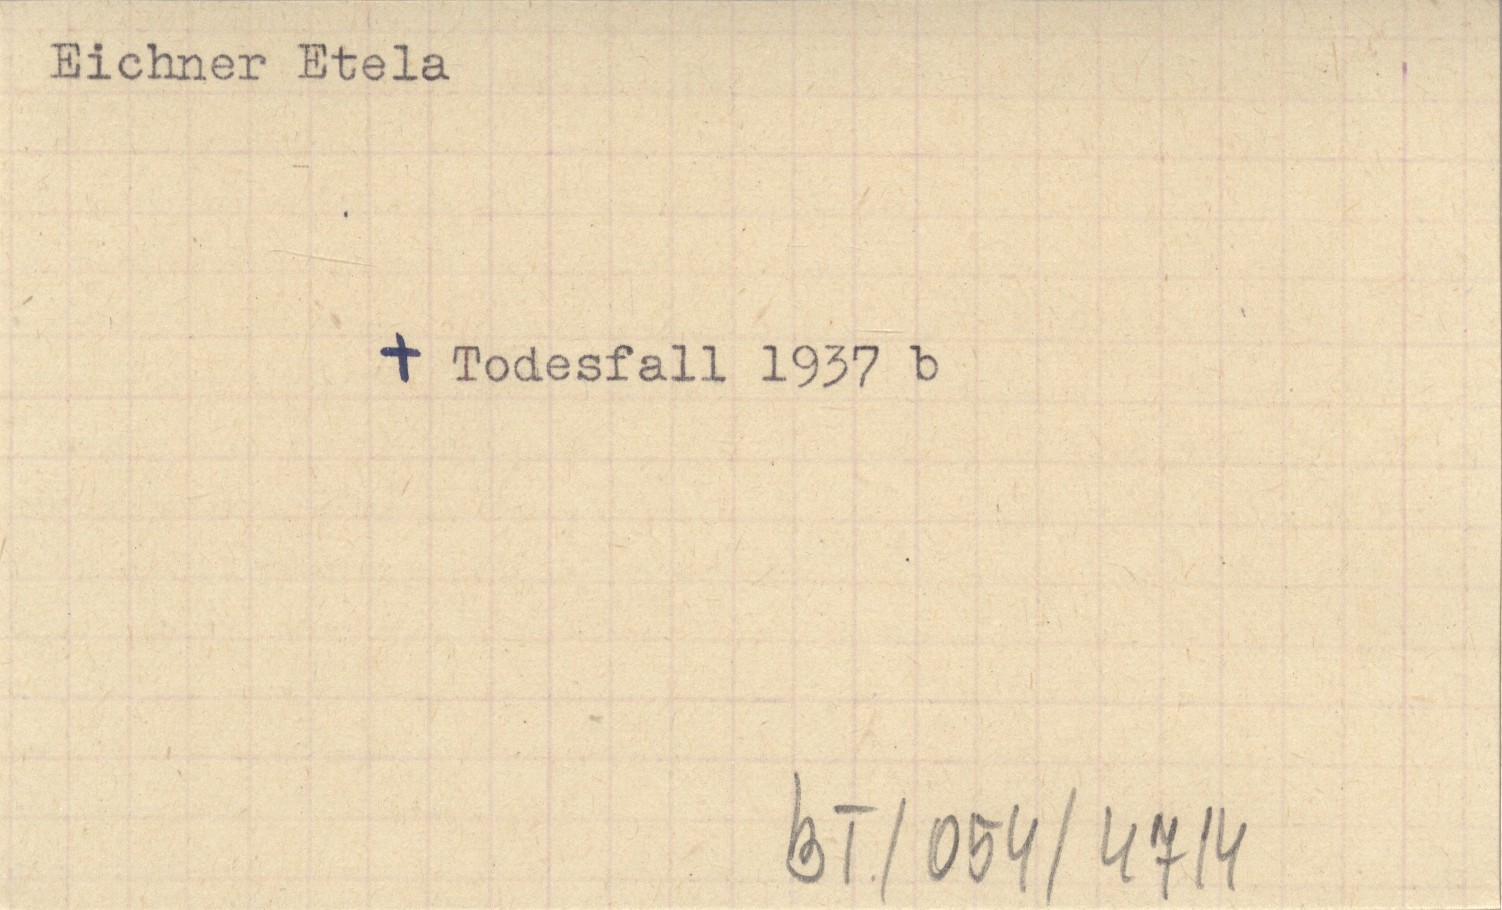 Eichner Etela
† Todesfall 1937 b
BT./054/4714